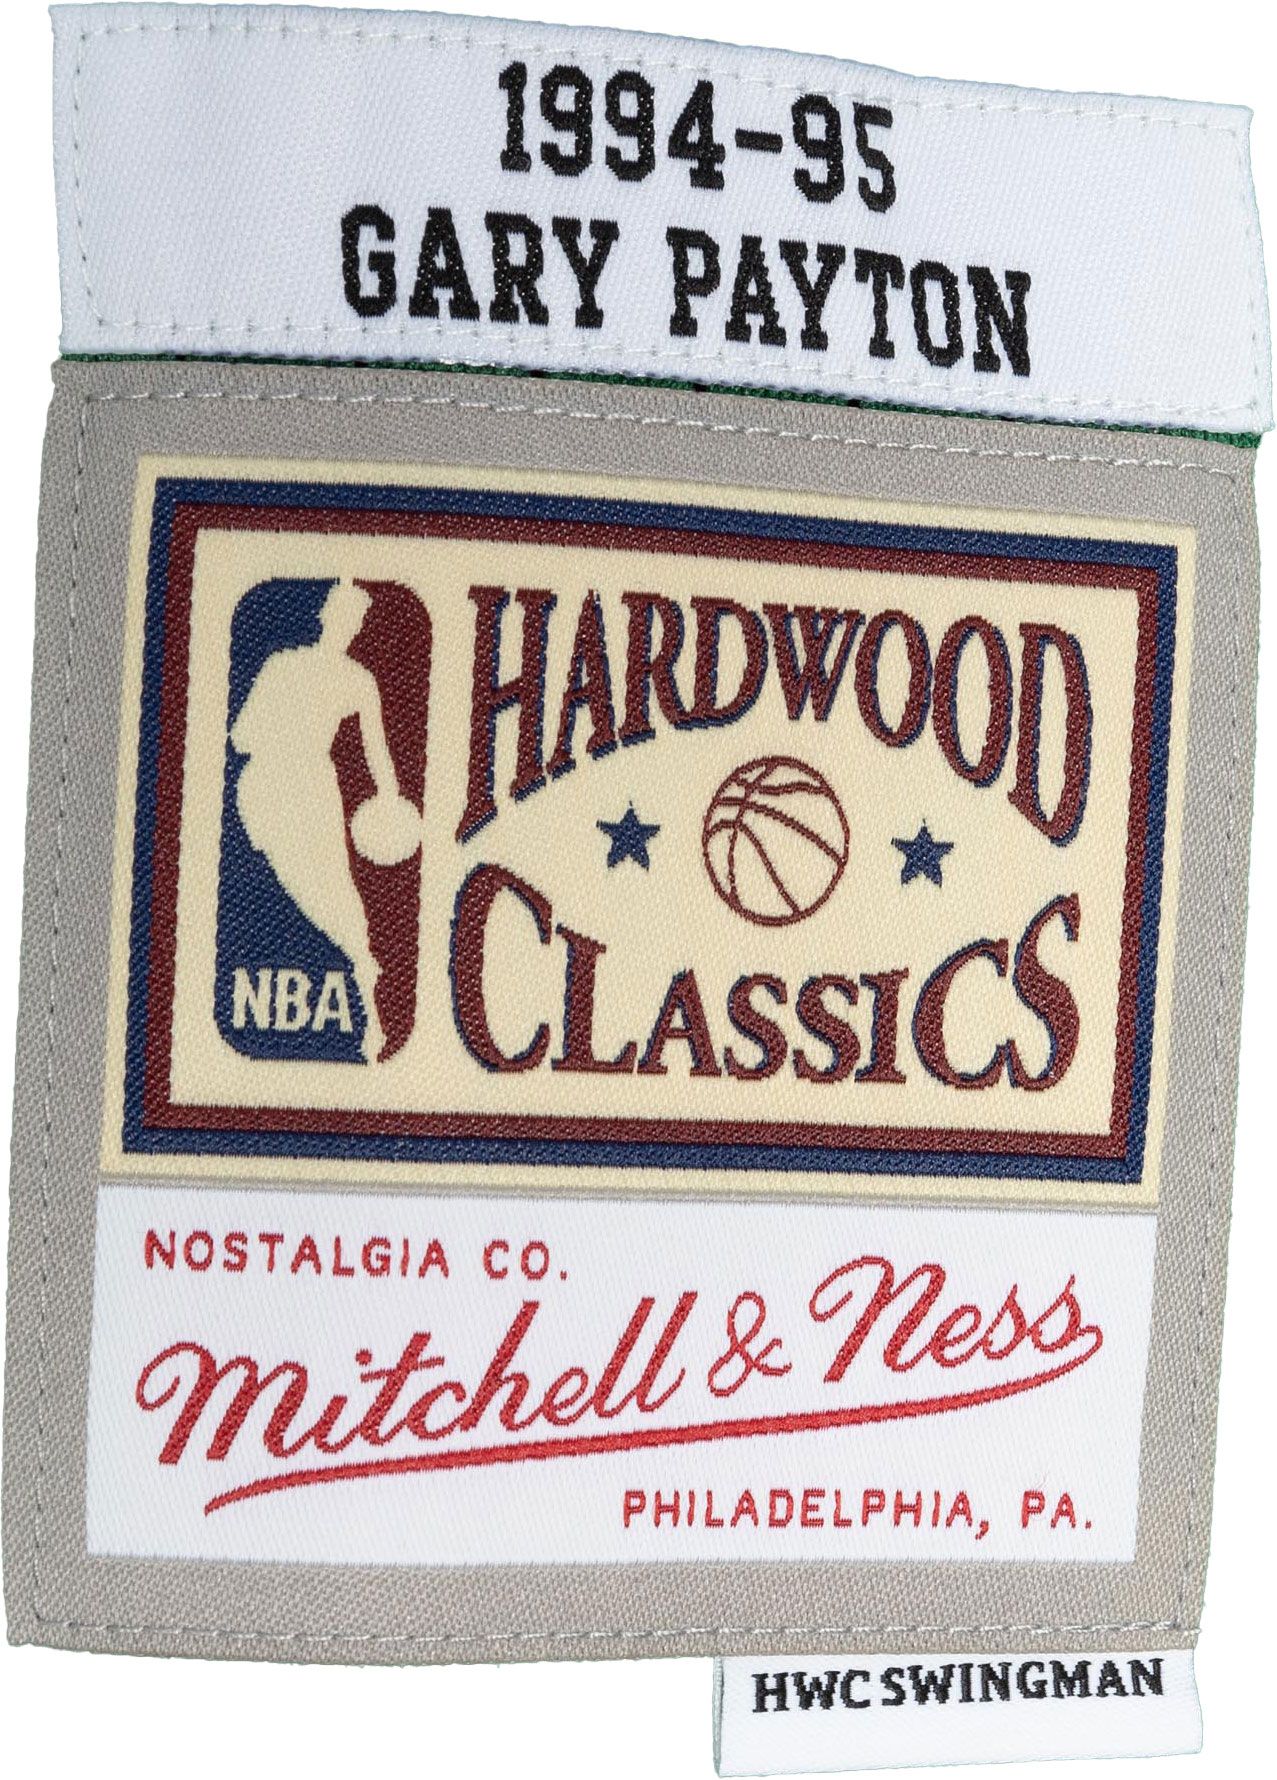 1994-95
GARY PAYTON
HARDWOOD
CLASSICS
NBA
NOSTALGIA CO.
Mitchell & Ness
PHILADELPHIA, PA.
HWC SWINGMAN